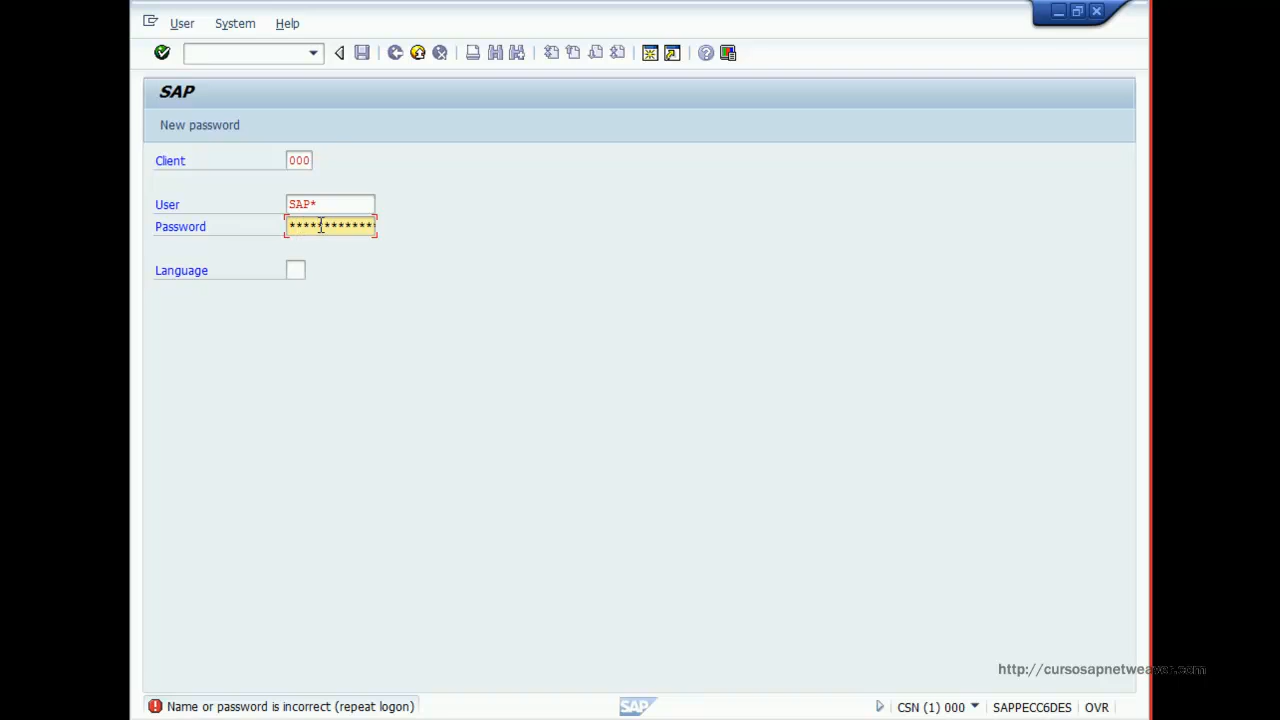 User System Help
SAP
New password
Client 000
User SAP*
Password *************
Language
http://cursosapnetweaver.com
Name or password is incorrect (repeat logon)
SAP
CSN (1) 000 SAPPECC6DES OVR